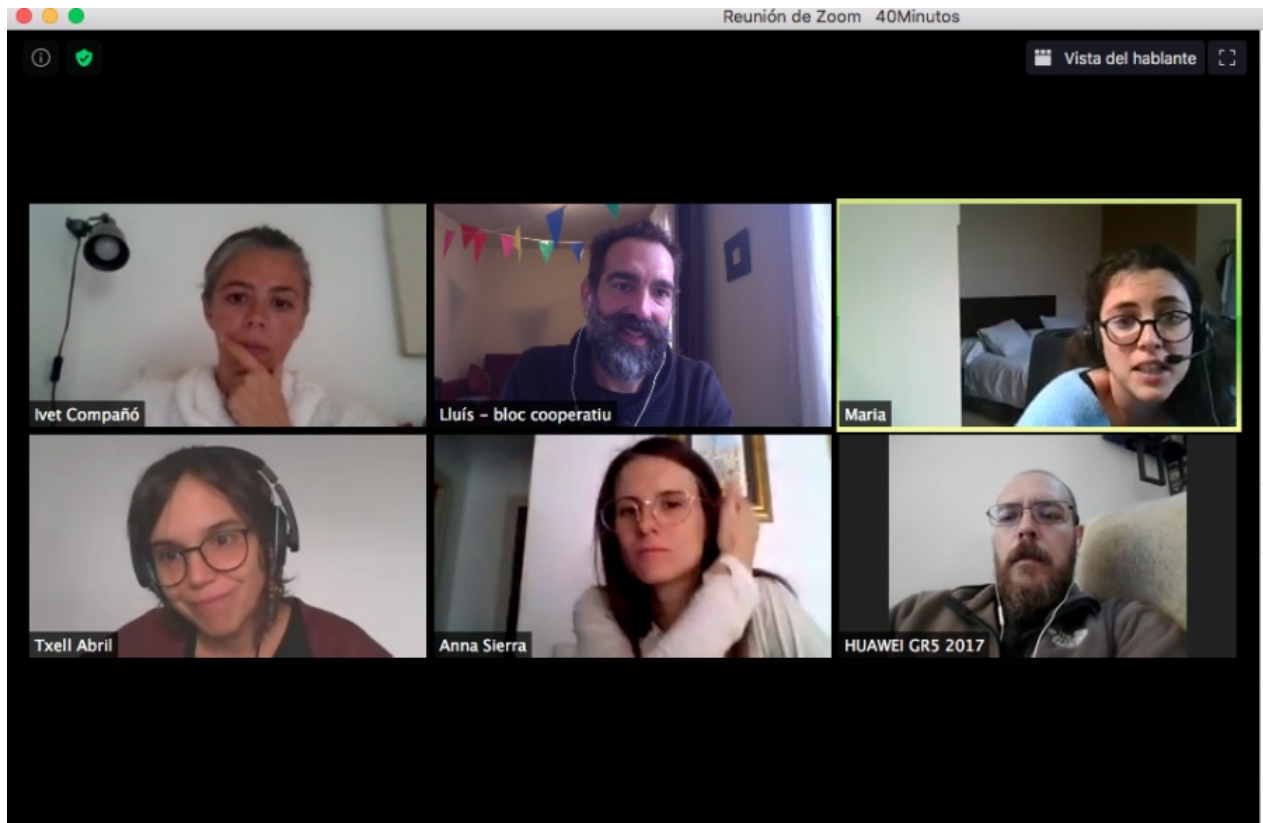 Reunión de Zoom 40Minutos
Vista del hablante
Ivet Compañó
Lluís – bloc cooperatiu
Maria
Txell Abril
Anna Sierra
HUAWEI GR5 2017